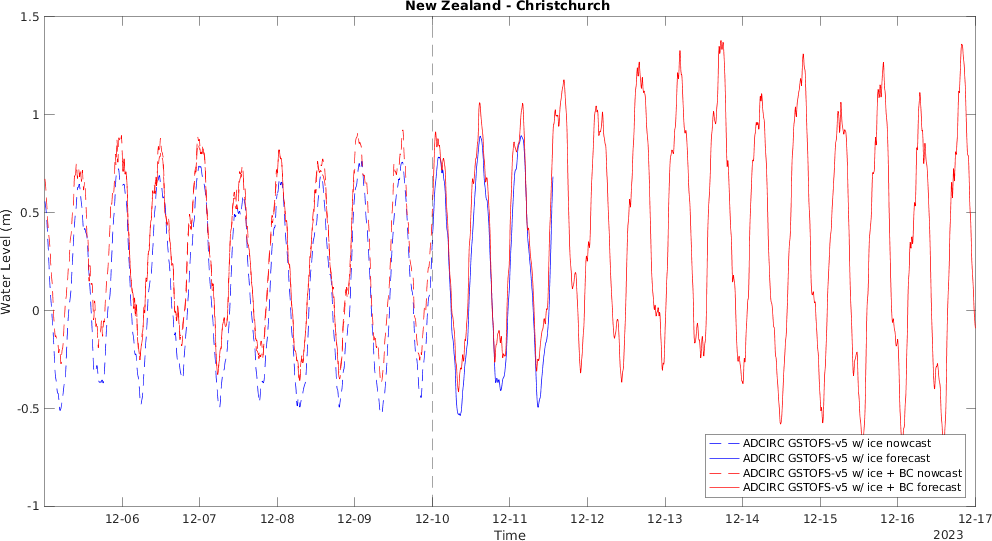 New Zealand - Christchurch
Water Level (m)
1.5
1
0.5
0
-0.5
-1
ADCIRC GSTOFS-v5 w/ ice nowcast
ADCIRC GSTOFS-v5 w/ ice forecast
ADCIRC GSTOFS-v5 w/ ice + BC nowcast
ADCIRC GSTOFS-v5 w/ ice + BC forecast
12-06 12-07 12-08 12-09 12-10 12-11 12-12 12-13 12-14 12-15 12-16 12-17
Time
2023